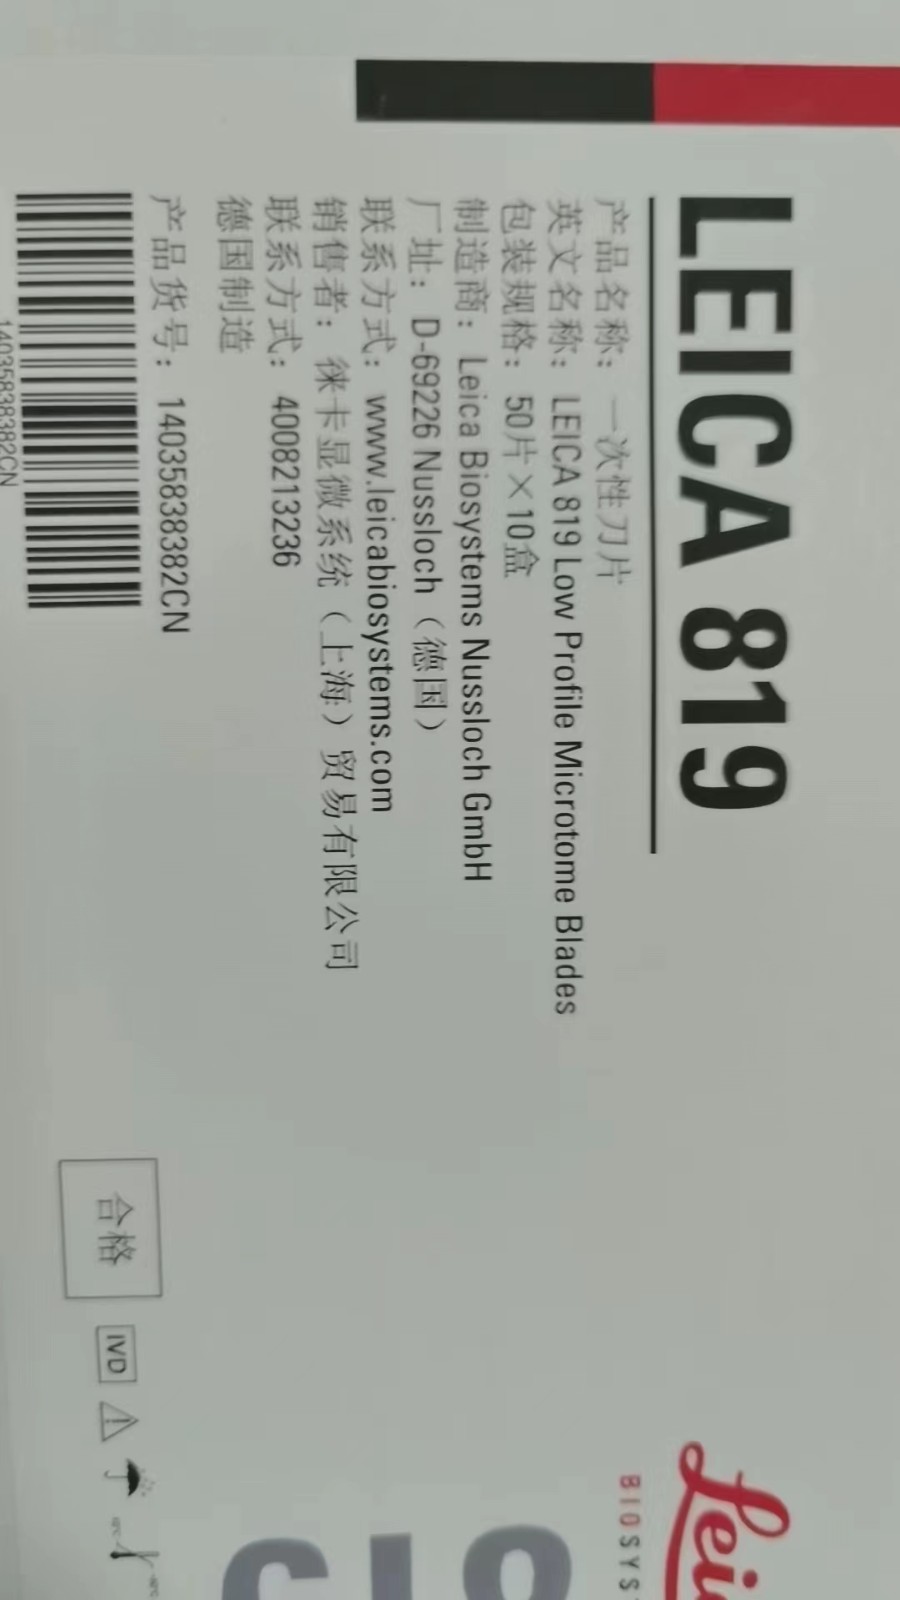 LEICA 819
产品名称： 一次性刀片
英文名称： LEICA 819 Low Profile Microtome Blades
包装规格： 50片×10盒
制造商： Leica Biosystems Nussloch GmbH
厂址： D-69226 Nussloch（德国）
联系方式： www.leicabiosystems.com
销售者： 徕卡显微系统（上海）贸易有限公司
联系方式： 4008213236
德国制造
产品货号： 14035838382CN
14035838382CN
合格
IVD
Lei
BIOSYS
819